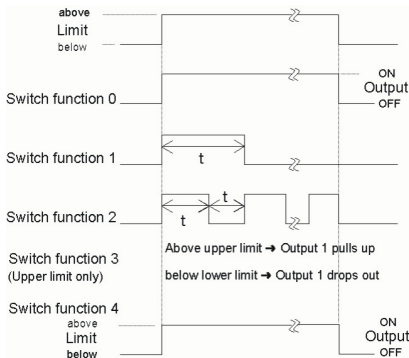 above
Limit
below
ON
Output
OFF
Switch function 0
Switch function 1
t
Switch function 2
t
t
Switch function 3
(Upper limit only)
Above upper limit ➔ Output 1 pulls up
below lower limit ➔ Output 1 drops out
Switch function 4
above
Limit
below
ON
Output
OFF